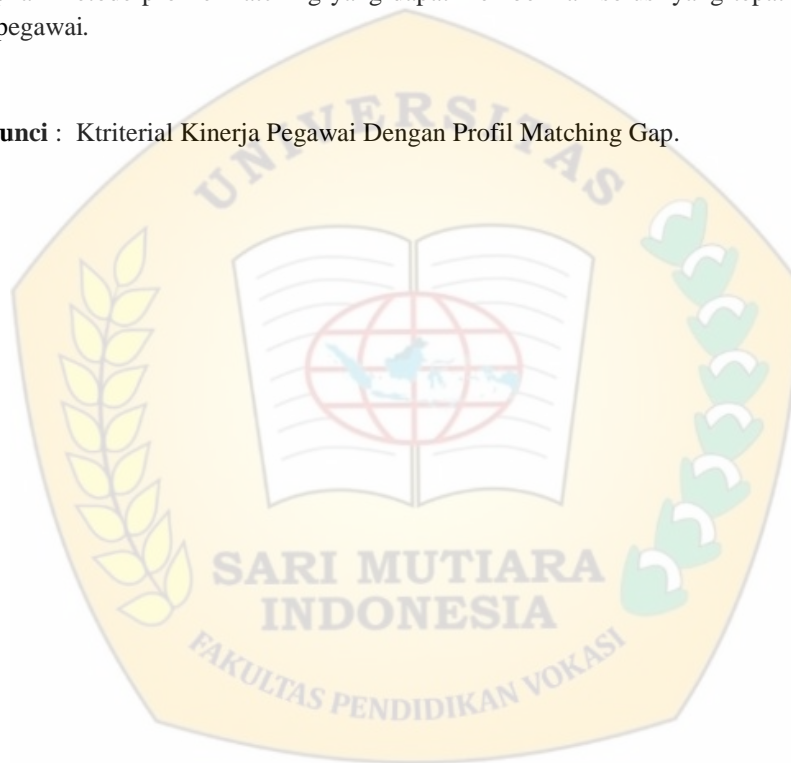 pegawai.
unci : Ktriterial Kinerja Pegawai Dengan Profil Matching Gap.
UNIVERSITAS
SARI MUTIARA
INDONESIA
FAKULTAS PENDIDIKAN VOKASI